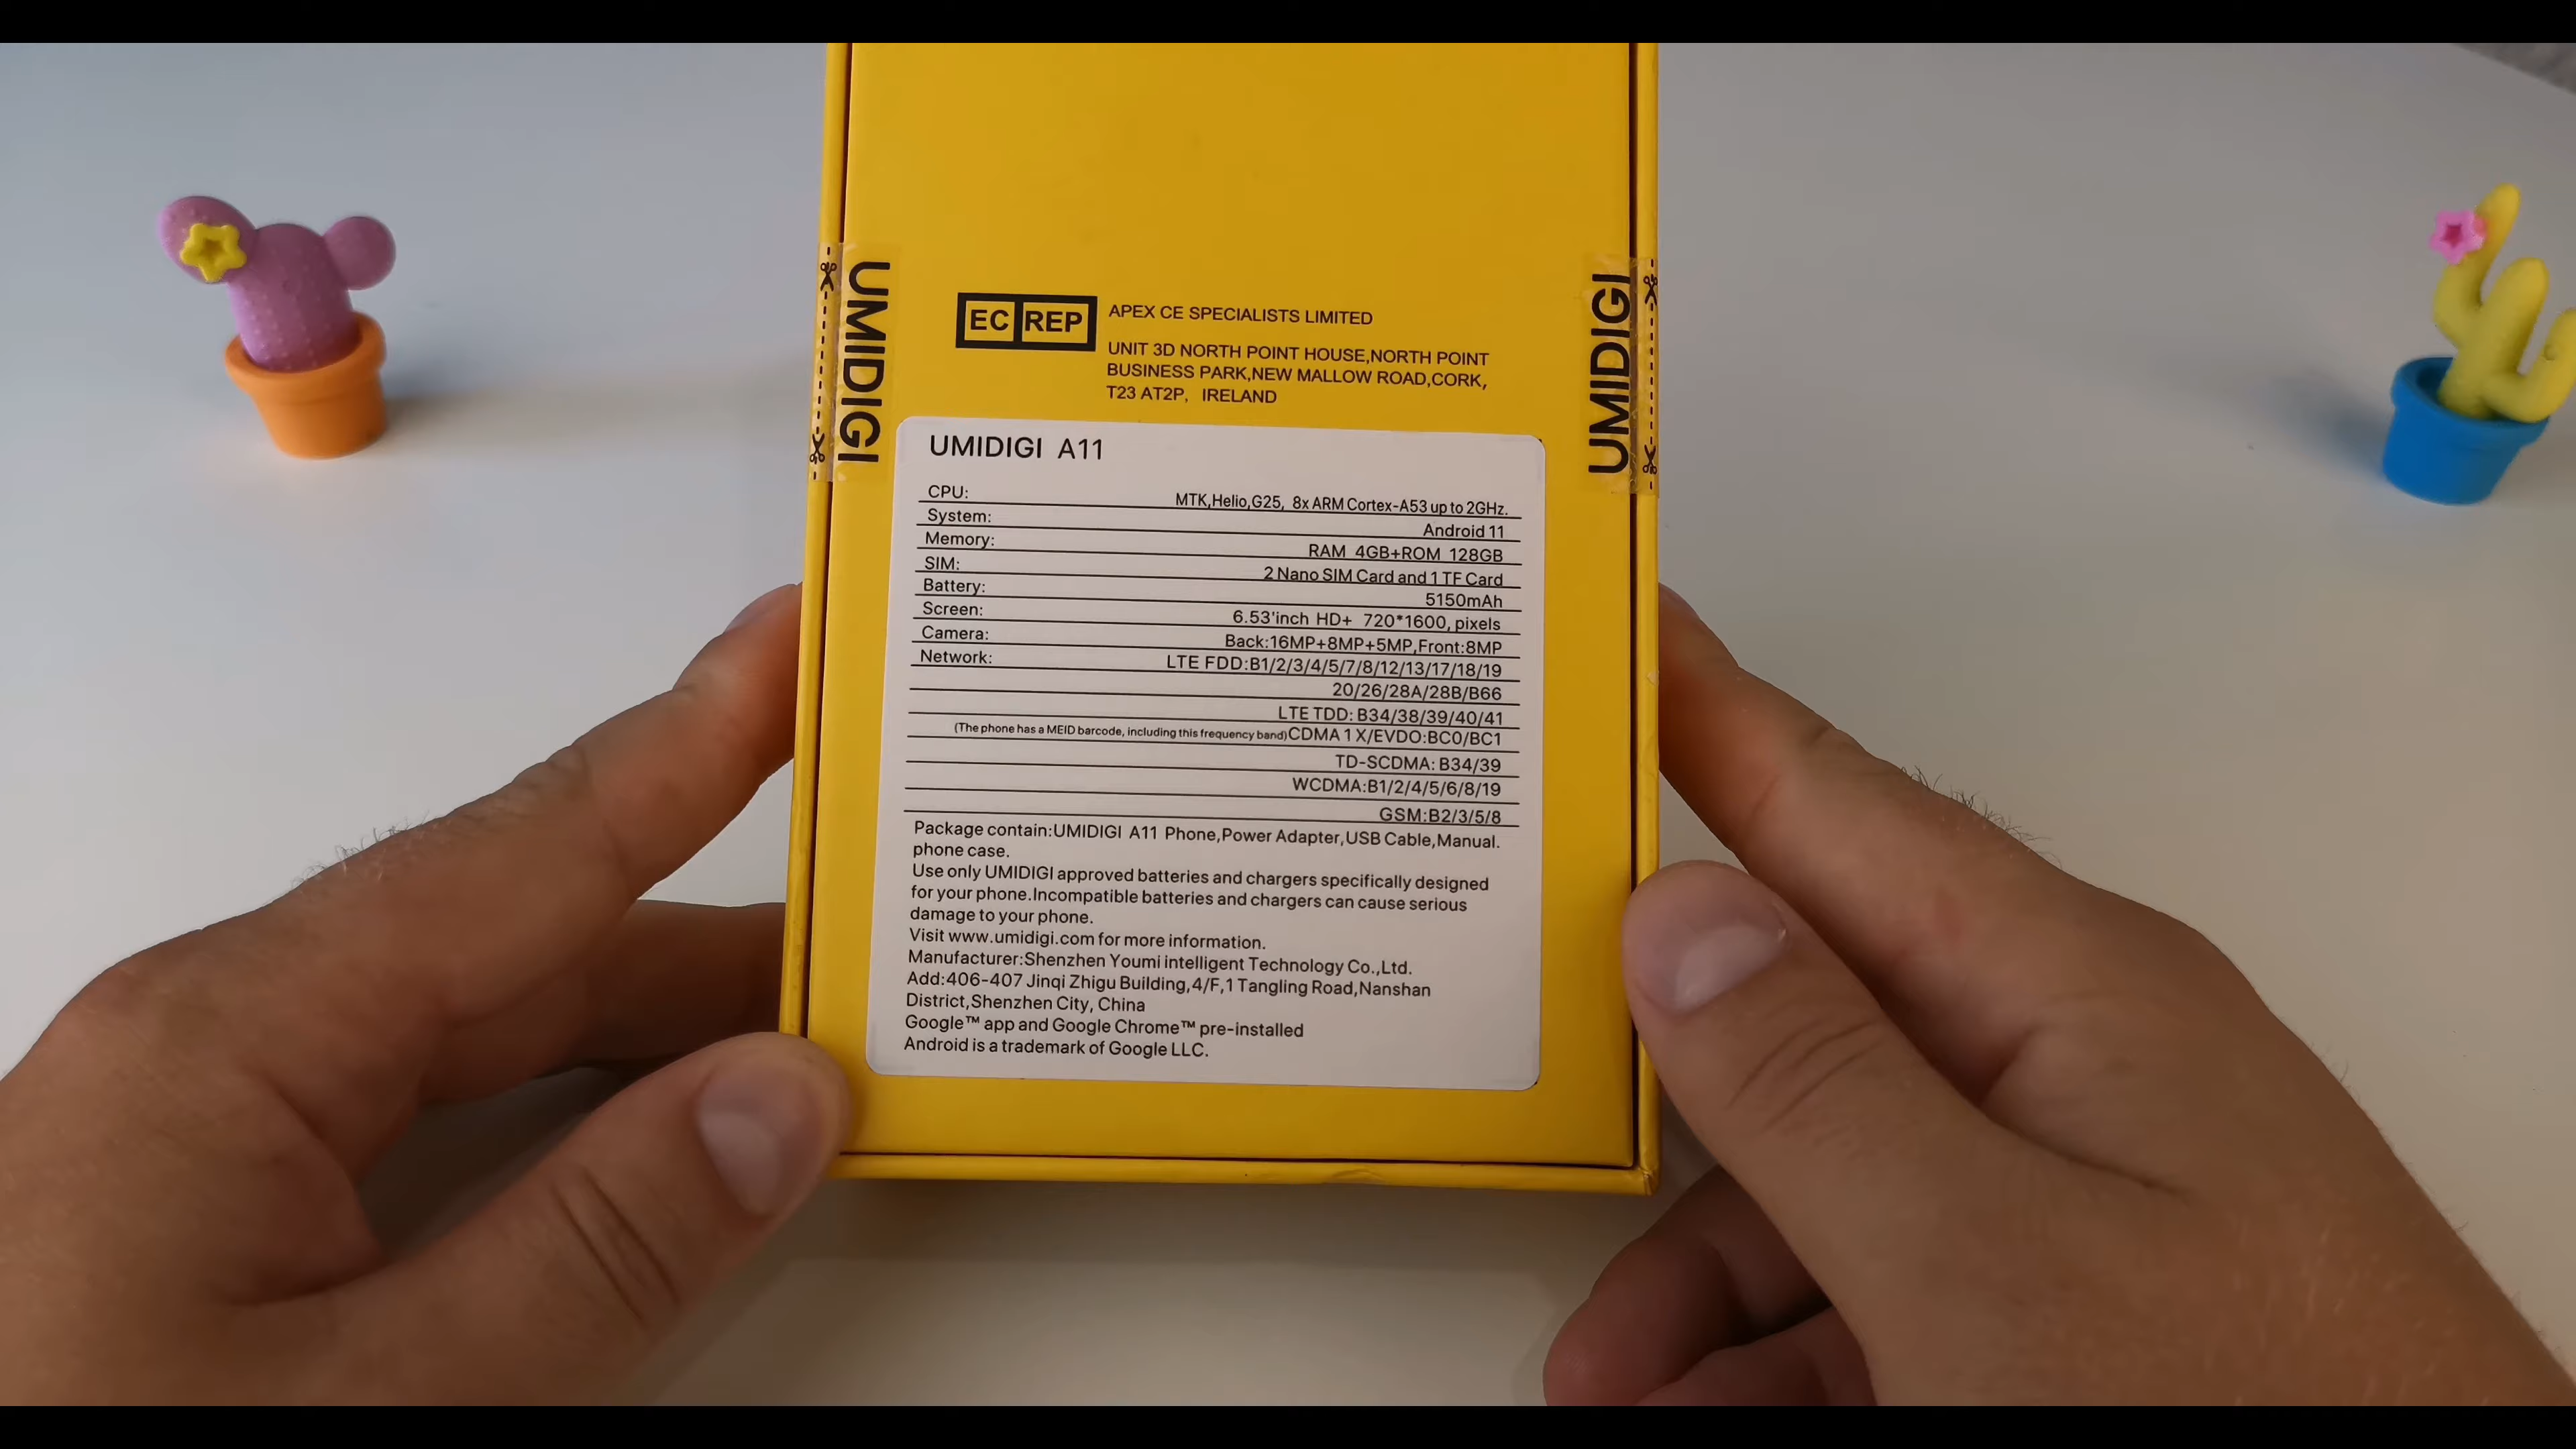 UMIDIGI
UMIDIGI
EC REP
APEX CE SPECIALISTS LIMITED
UNIT 3D NORTH POINT HOUSE,NORTH POINT
BUSINESS PARK,NEW MALLOW ROAD,CORK,
T23 AT2P, IRELAND
UMIDIGI A11
CPU: MTK,Helio,G25, 8x ARM Cortex-A53 up to 2GHz.
System: Android 11
Memory: RAM 4GB+ROM 128GB
SIM: 2 Nano SIM Card and 1 TF Card
Battery: 5150mAh
Screen: 6.53'inch HD+ 720*1600, pixels
Camera: Back:16MP+8MP+5MP,Front:8MP
Network: LTE FDD:B1/2/3/4/5/7/8/12/13/17/18/19
20/26/28A/28B/B66
LTE TDD: B34/38/39/40/41
(The phone has a MEID barcode, including this frequency band)CDMA 1 X/EVDO:BC0/BC1
TD-SCDMA: B34/39
WCDMA:B1/2/4/5/6/8/19
GSM:B2/3/5/8
Package contain:UMIDIGI A11 Phone,Power Adapter,USB Cable,Manual.
phone case.
Use only UMIDIGI approved batteries and chargers specifically designed
for your phone.Incompatible batteries and chargers can cause serious
damage to your phone.
Visit www.umidigi.com for more information.
Manufacturer:Shenzhen Youmi intelligent Technology Co.,Ltd.
Add:406-407 Jinqi Zhigu Building,4/F,1 Tangling Road,Nanshan
District,Shenzhen City, China
Google™ app and Google Chrome™ pre-installed
Android is a trademark of Google LLC.